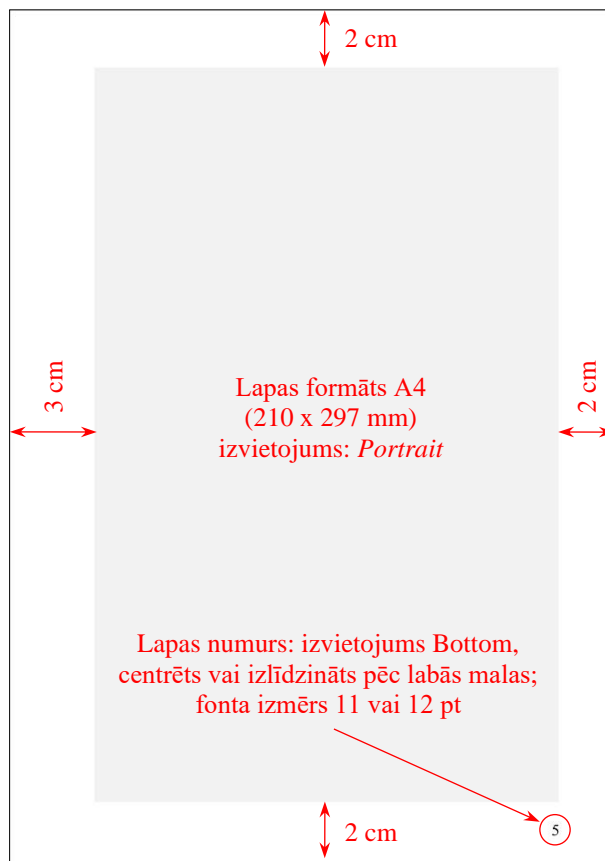 2 cm
3 cm
2 cm
Lapas formāts A4
(210 x 297 mm)
izvietojums: Portrait
Lapas numurs: izvietojums Bottom,
centrēts vai izlīdzināts pēc labās malas;
fonta izmērs 11 vai 12 pt
2 cm
5